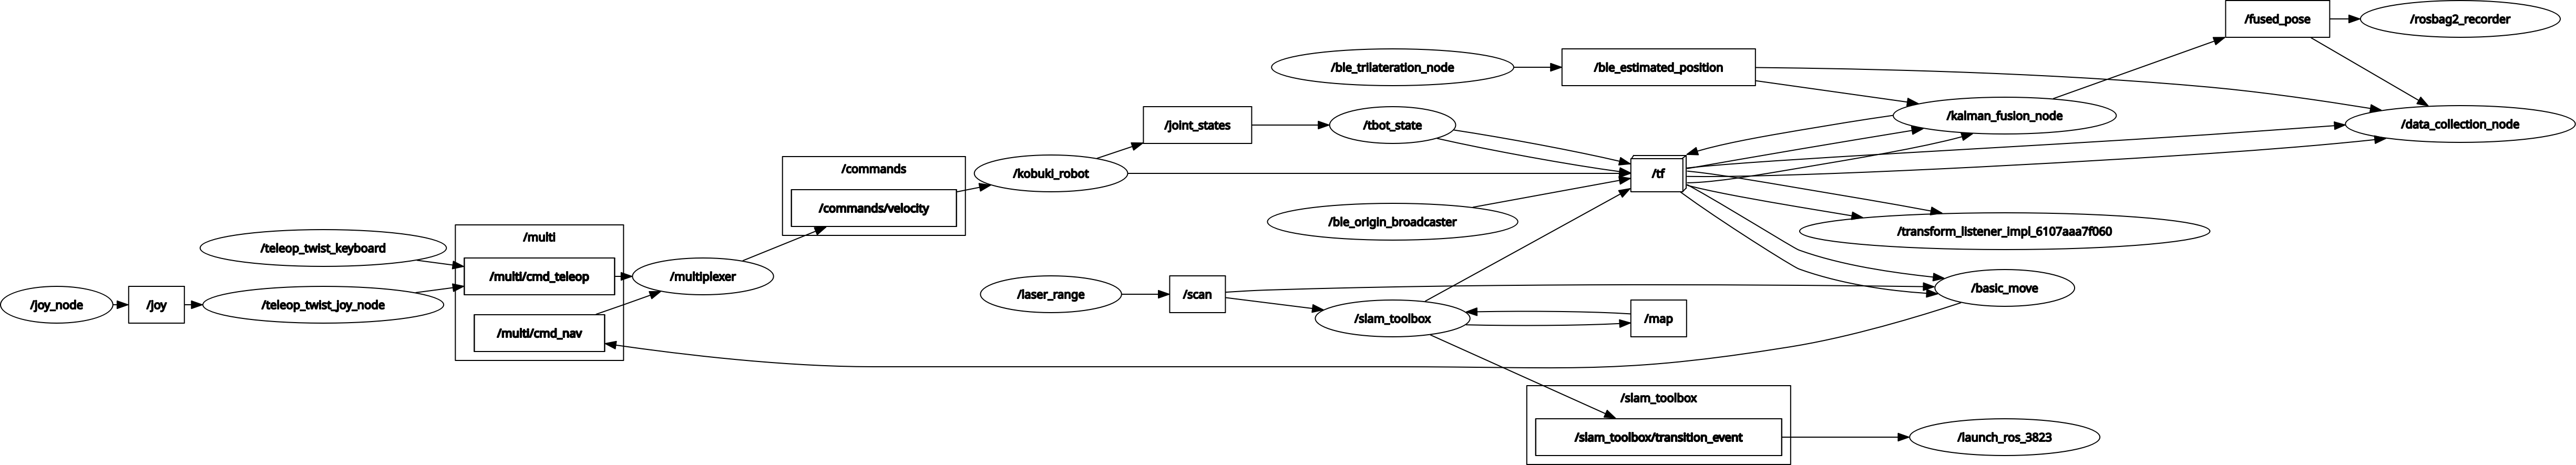 /fused_pose
/rosbag2_recorder
/ble_trilateration_node
/ble_estimated_position
/joint_states
/tbot_state
/kalman_fusion_node
/data_collection_node
/commands
/kobuki_robot
/tf
/commands/velocity
/ble_origin_broadcaster
/transform_listener_impl_6107aaa7f060
/multi
/teleop_twist_keyboard
/multi/cmd_teleop
/multiplexer
/joy_node
/joy
/teleop_twist_joy_node
/laser_range
/scan
/basic_move
/slam_toolbox
/map
/multi/cmd_nav
/slam_toolbox
/slam_toolbox/transition_event
/launch_ros_3823